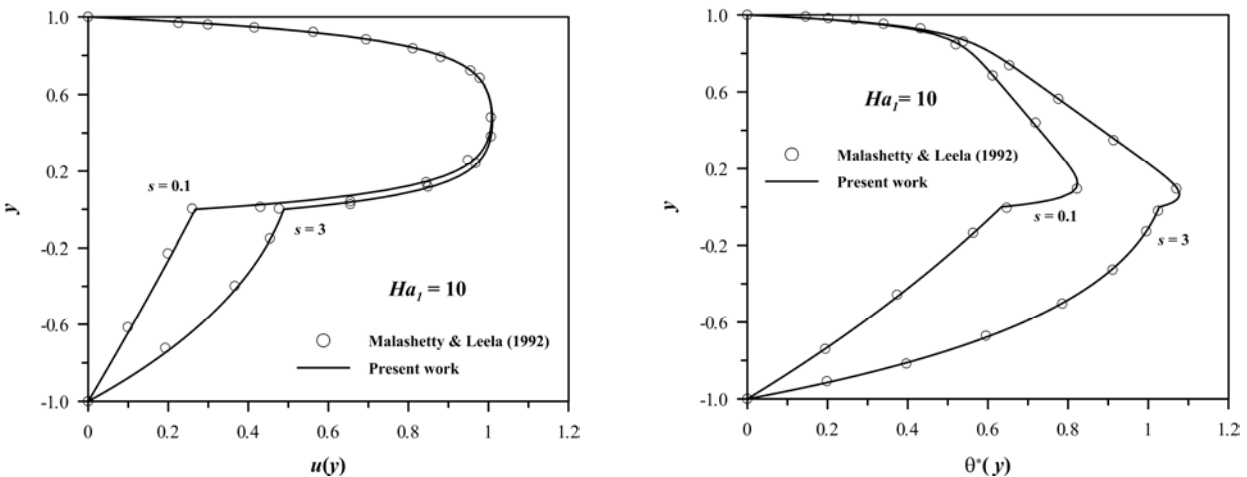 1.0
0.6
0.2
-0.2
-0.6
-1.0
y
s = 0.1
s = 3
Ha1 = 10
Malashetty & Leela (1992)
Present work
0 0.2 0.4 0.6 0.8 1 1.2
u(y)
1.0
0.6
0.2
-0.2
-0.6
-1.0
y
Ha1 = 10
Malashetty & Leela (1992)
Present work
s = 0.1
s = 3
0 0.2 0.4 0.6 0.8 1 1.2
θ*(y)